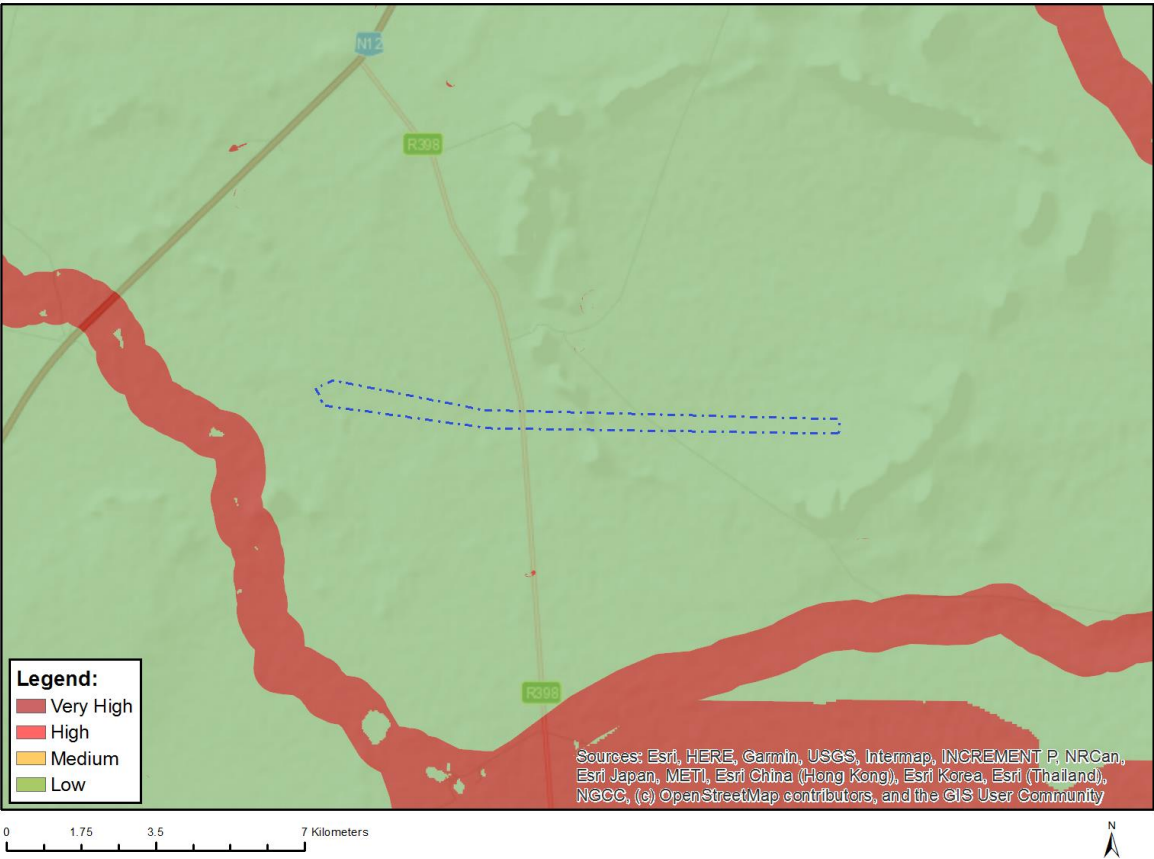 N12
R398
R398
Legend:
Very High
High
Medium
Low
Sources: Esri, HERE, Garmin, USGS, Intermap, INCREMENT P, NRCan,
Esri Japan, METI, Esri China (Hong Kong), Esri Korea, Esri (Thailand),
NGCC, (c) OpenStreetMap contributors, and the GIS User Community
0 1.75 3.5 7 Kilometers
N